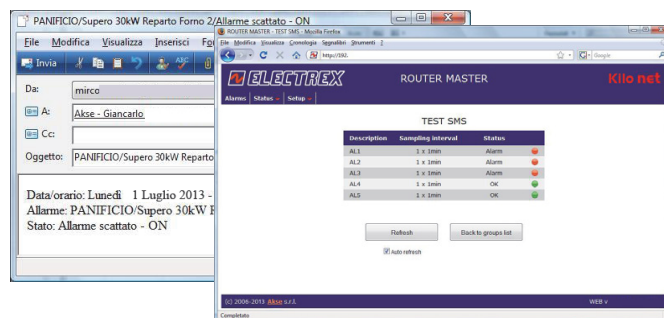 PANIFICIO/Supero 30kW Reparto Forno 2/Allarme scattato - ON
File Modifica Visualizza Inserisci
Invia
Da: mirco
A: Akse - Giancarlo
Cc:
Oggetto: PANIFICIO/Supero 30kW Reparto
Data/orario: Lunedì 1 Luglio 2013 -
Allarme: PANIFICIO/Supero 30kW
Stato: Allarme scattato - ON
ROUTER MASTER - TEST SMS - Mozilla Firefox
File Modifica Visualizza Cronologia Segnalibri Strumenti ?
http://192.
Google
ELECTREX
ROUTER MASTER
Kilo net
Alarms Status Setup
TEST SMS
Description Sampling interval Status
AL1 1 x 1min Alarm
AL2 1 x 1min Alarm
AL3 1 x 1min Alarm
AL4 1 x 1min OK
AL5 1 x 1min OK
Refresh Back to groups list
Auto refresh
(c) 2006-2013 Akse s.r.l. WEB v
Completato